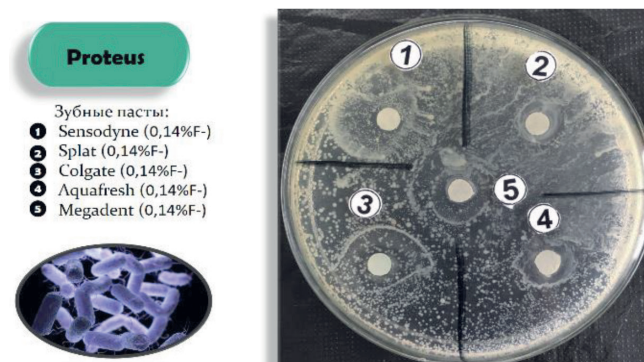 Proteus
Зубные пасты:
1 Sensodyne (0,14%F-)
2 Splat (0,14%F-)
3 Colgate (0,14%F-)
4 Aquafresh (0,14%F-)
5 Megadent (0,14%F-)
1
2
3
5
4